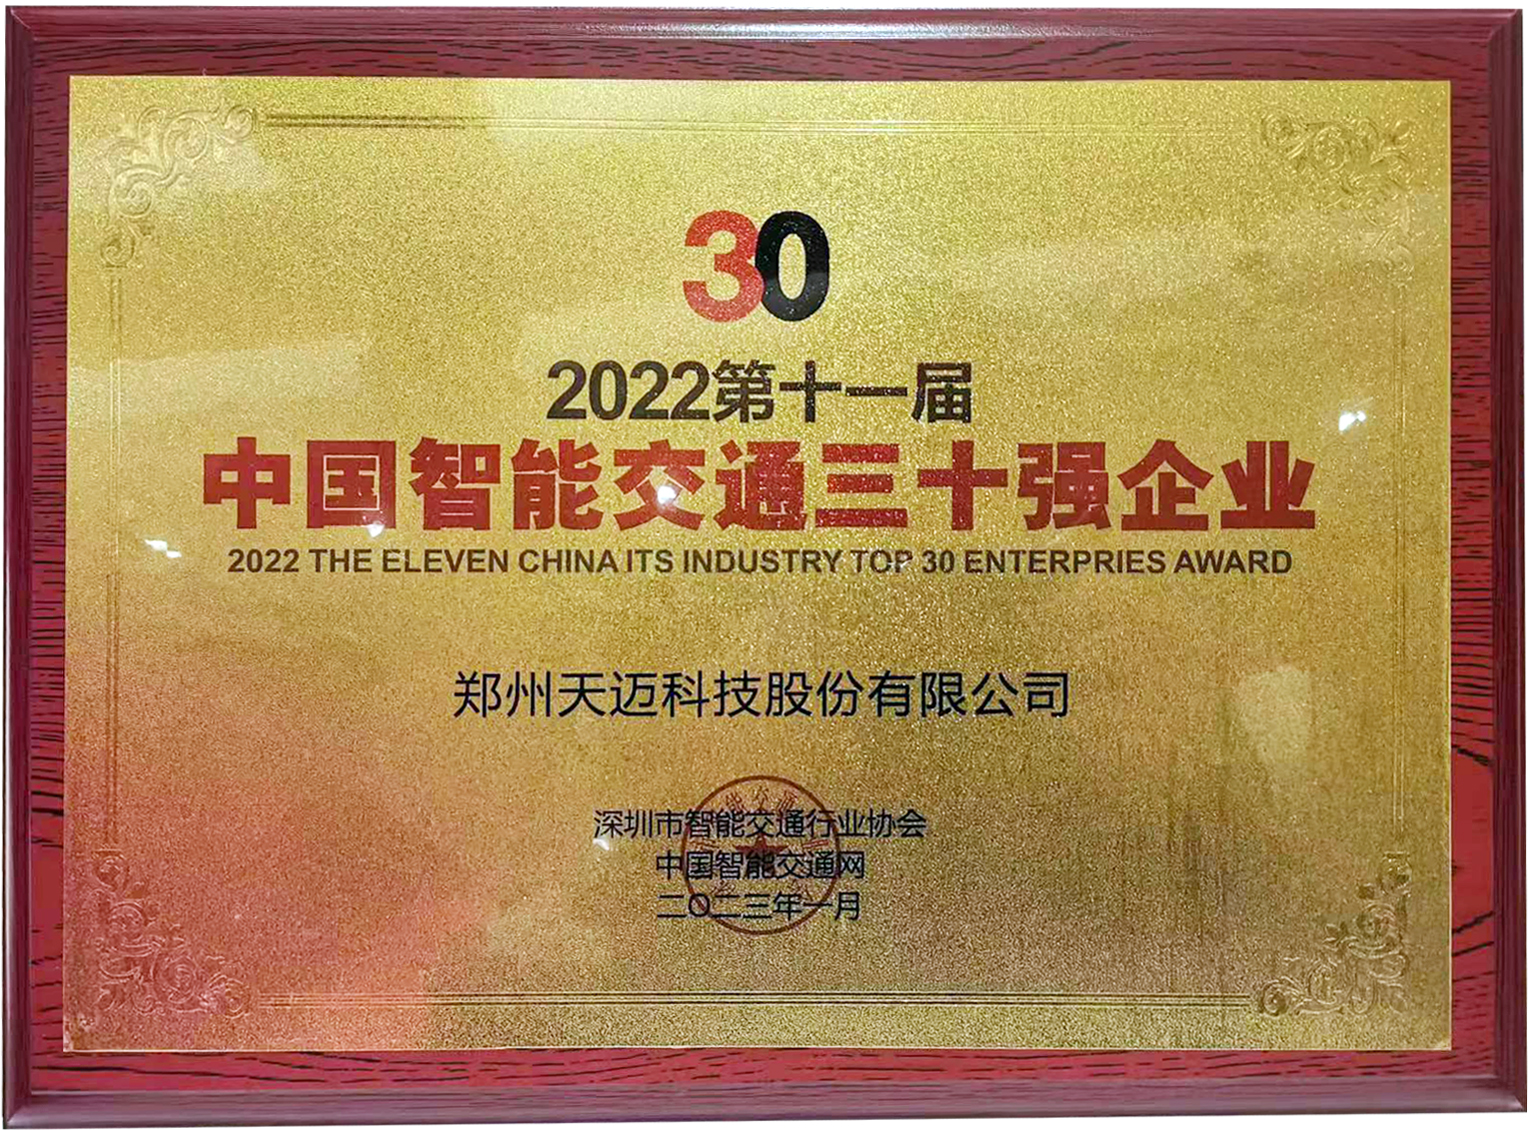 30
2022第十一届
中国智能交通三十强企业
2022 THE ELEVEN CHINA ITS INDUSTRY TOP 30 ENTERPRIES AWARD
郑州天迈科技股份有限公司
深圳市智能交通行业协会
中国智能交通网
二〇二三年一月